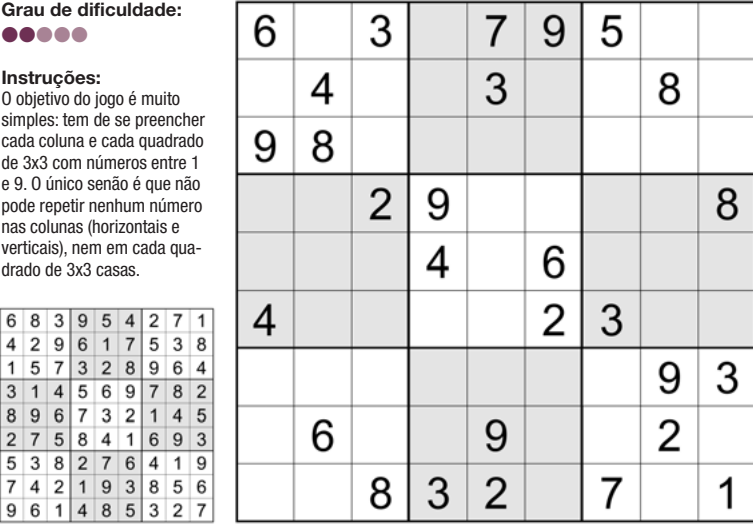 Grau de dificuldade:
Instruções:
O objetivo do jogo é muito
simples: tem de se preencher
cada coluna e cada quadrado
de 3x3 com números entre 1
e 9. O único senão é que não
pode repetir nenhum número
nas colunas (horizontais e
verticais), nem em cada qua-
drado de 3x3 casas.
6 8 3 9 5 4 2 7 1
4 2 9 6 1 7 5 3 8
1 5 7 3 2 8 9 6 4
3 1 4 5 6 9 7 8 2
8 9 6 7 3 2 1 4 5
2 7 5 8 4 1 6 9 3
5 3 8 2 7 6 4 1 9
7 4 2 1 9 3 8 5 6
9 6 1 4 8 5 3 2 7
6 3 7 9 5
4 3 8
9 8
2 9 8
4 6
4 2 3
9 3
6 9 2
8 3 2 7 1